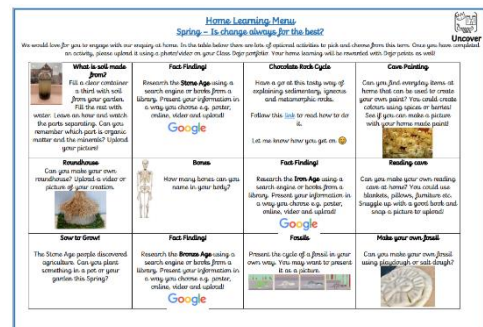 Home Learning Menu
Spring – Is change always for the best?
Uncover
We would love for you to engage with our enquiry at home. In the table below there are lots of optional activities to pick and choose from this term. Once you have completed
an activity, please upload it using a photo/video on your Class Dojo portfolio. Your home learning will be rewarded with Dojo points as well!
What is soil made
from?
Fill a clear container
a third with soil
from your garden.
Fill the rest with
water. Leave an hour and watch
the parts separating. Can you
remember which part is organic
matter and the minerals? Upload
your picture!
Fact Finding!
Research the Stone Age using a
search engine or books from a
library. Present your information in
a way you choose e.g. poster,
online, video and upload!
Google
Chocolate Rock Cycle
Have a go at this tasty way of
explaining sedimentary, igneous
and metamorphic rocks.
Follow this link to read how to do
it.
Let me know how you get on 😊
Cave Painting
Can you find everyday items at
home that can be used to create
your own paint? You could create
colours using spices or berries!
See if you can make a picture
with your home made paint!
Roundhouse
Can you make your own
roundhouse? Upload a video or
picture of your creation.
Bones
How many bones can you
name in your body?
Fact Finding!
Research the Iron Age using a
search engine or books from a
library. Present your information in
a way you choose e.g. poster,
online, video and upload!
Google
Reading cave
Can you make your own reading
cave at home? You could use
blankets, pillows, furniture etc.
Snuggle up with a good book and
snap a picture to upload!
Sow to Grow!
The Stone Age people discovered
agriculture. Can you plant
something in a pot or your
garden this Spring?
Fact Finding!
Research the Bronze Age using a
search engine or books from a
library. Present your information in
a way you choose e.g. poster,
online, video and upload!
Google
Fossils
Present the cycle of a fossil in your
own way. You may want to present
it as a picture.
Make your own fossil
Can you make your own fossil
using playdough or salt dough?